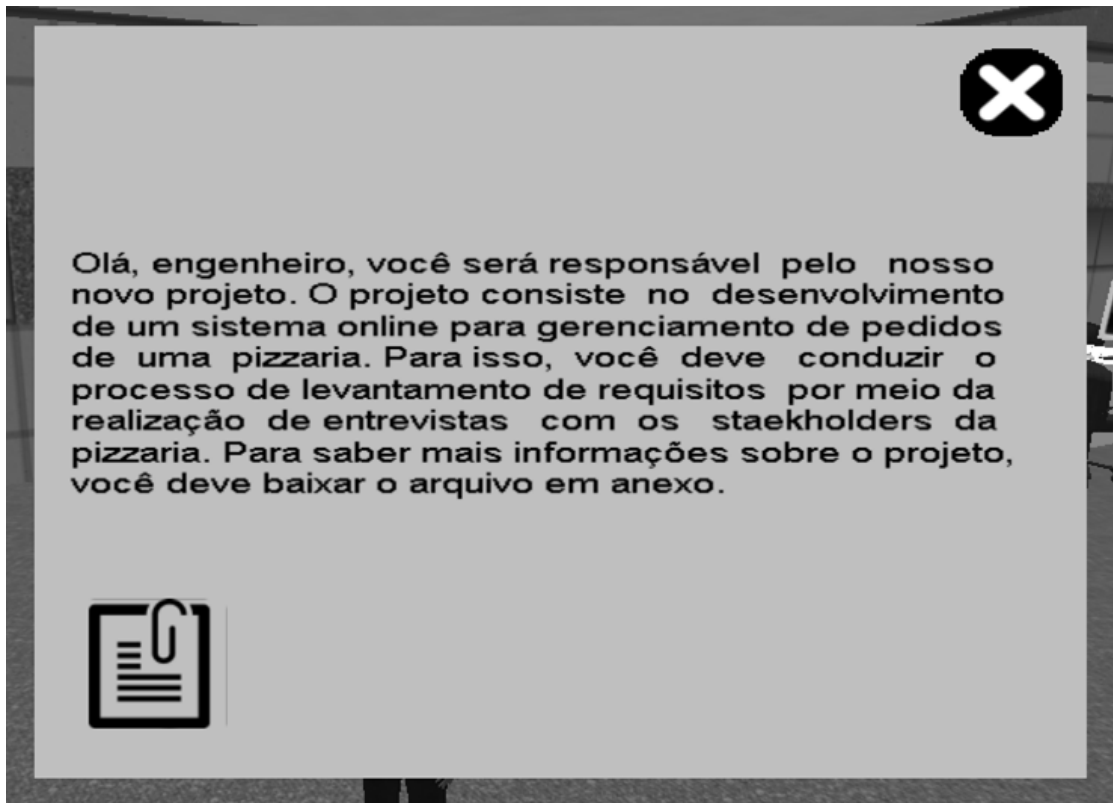 Olá, engenheiro, você será responsável pelo nosso
novo projeto. O projeto consiste no desenvolvimento
de um sistema online para gerenciamento de pedidos
de uma pizzaria. Para isso, você deve conduzir o
processo de levantamento de requisitos por meio da
realização de entrevistas com os staekholders da
pizzaria. Para saber mais informações sobre o projeto,
você deve baixar o arquivo em anexo.